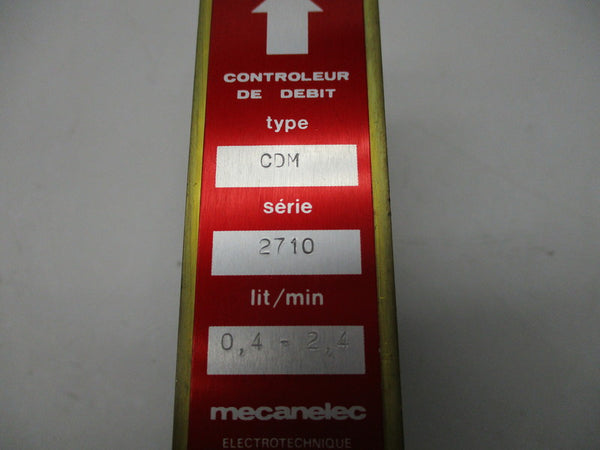 CONTROLEUR
DE DEBIT
type
CDM
série
2710
lit/min
0,4 - 2,4
mecanelec
ELECTROTECHNIQUE